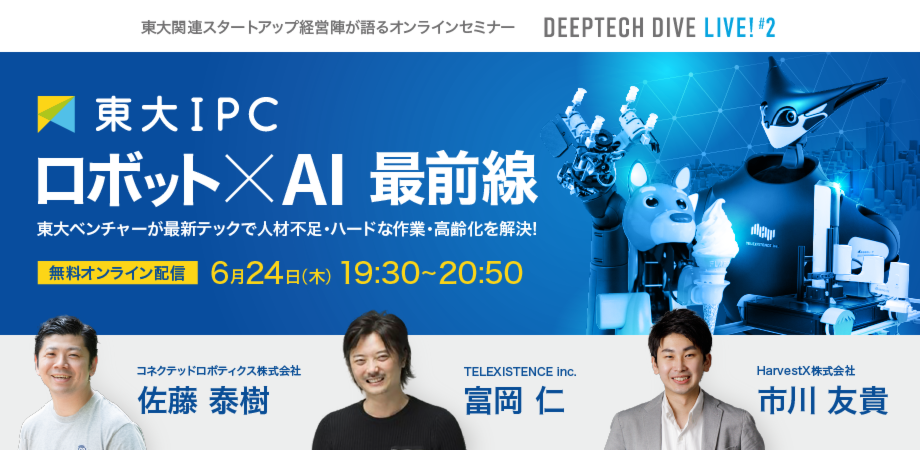 東大関連スタートアップ経営陣が語るオンラインセミナー
DEEPTECH DIVE LIVE! #2
東大IPC
ロボット×AI 最前線
東大ベンチャーが最新テックで人材不足・ハードな作業・高齢化を解決!
無料オンライン配信 6月24日(木) 19:30~20:50
TELEXISTENCE inc.
コネクテッドロボティクス株式会社
佐藤 泰樹
TELEXISTENCE inc.
富岡 仁
HarvestX株式会社
市川 友貴